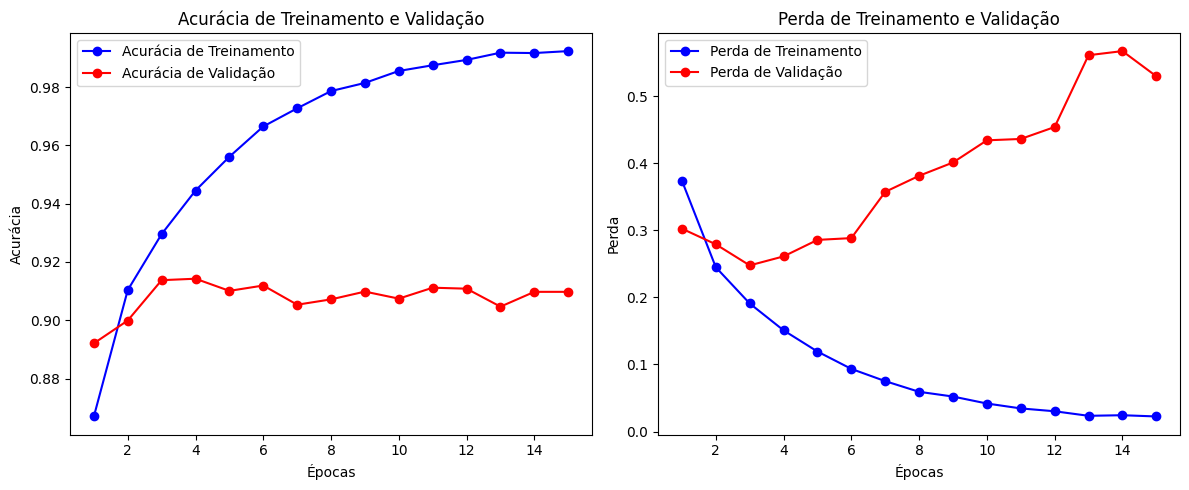 Acurácia de Treinamento e Validação
Acurácia de Treinamento
Acurácia de Validação
0.98
0.96
0.94
0.92
0.90
0.88
Acurácia
2 4 6 8 10 12 14
Épocas
Perda de Treinamento e Validação
Perda de Treinamento
Perda de Validação
0.5
0.4
0.3
0.2
0.1
0.0
Perda
2 4 6 8 10 12 14
Épocas